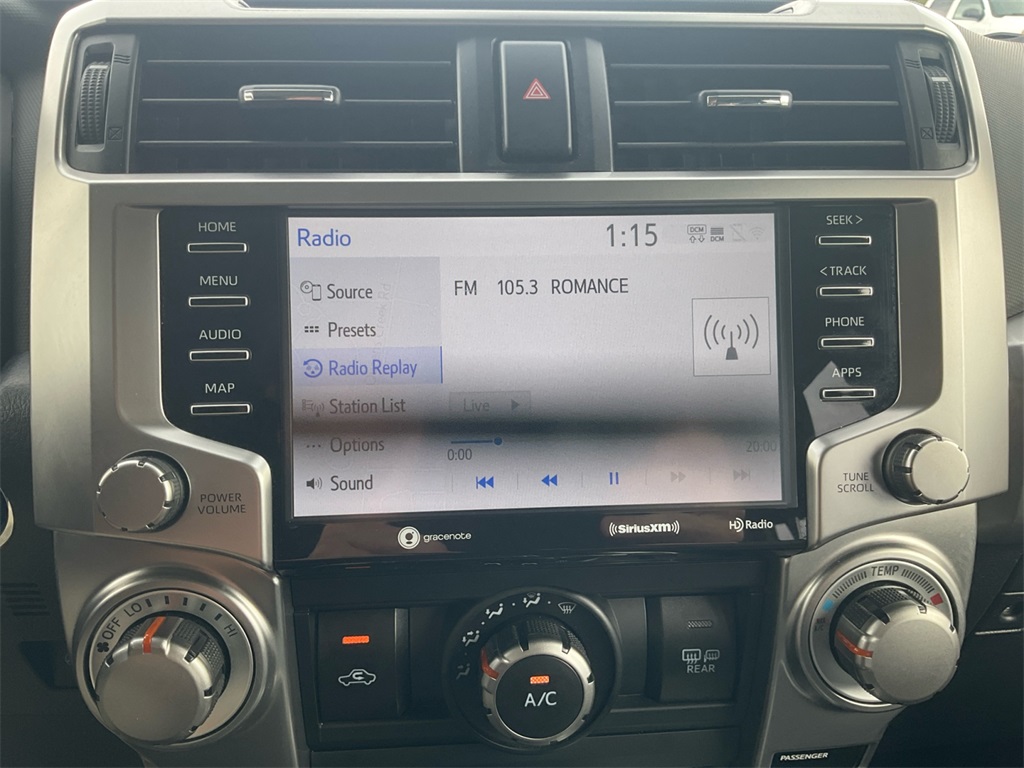 HOME
MENU
AUDIO
MAP
POWER
VOLUME
Radio
1:15
DCM
DCM
Source
Presets
Radio Replay
Station List
Options
Sound
FM 105.3 ROMANCE
Live
0:00
20:00
SEEK >
< TRACK
PHONE
APPS
TUNE
SCROLL
gracenote
SiriusXM
HD Radio
OFF LO HI
A/C
REAR
TEMP
PASSENGER